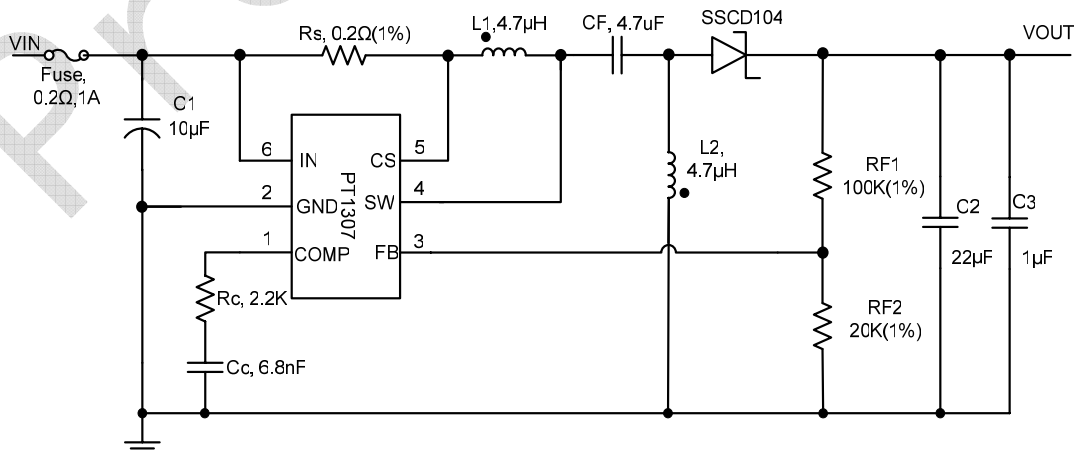 VIN
Fuse,
0.2Ω,1A
C1
10µF
Rs, 0.2Ω(1%)
L1,4.7µH
CF, 4.7uF
SSCD104
VOUT
6
IN
2
GND
1
COMP
PT1307
CS
5
SW
4
FB
3
L2,
4.7µH
RF1
100K(1%)
RF2
20K(1%)
C2
22µF
C3
1µF
Rc, 2.2K
Cc, 6.8nF